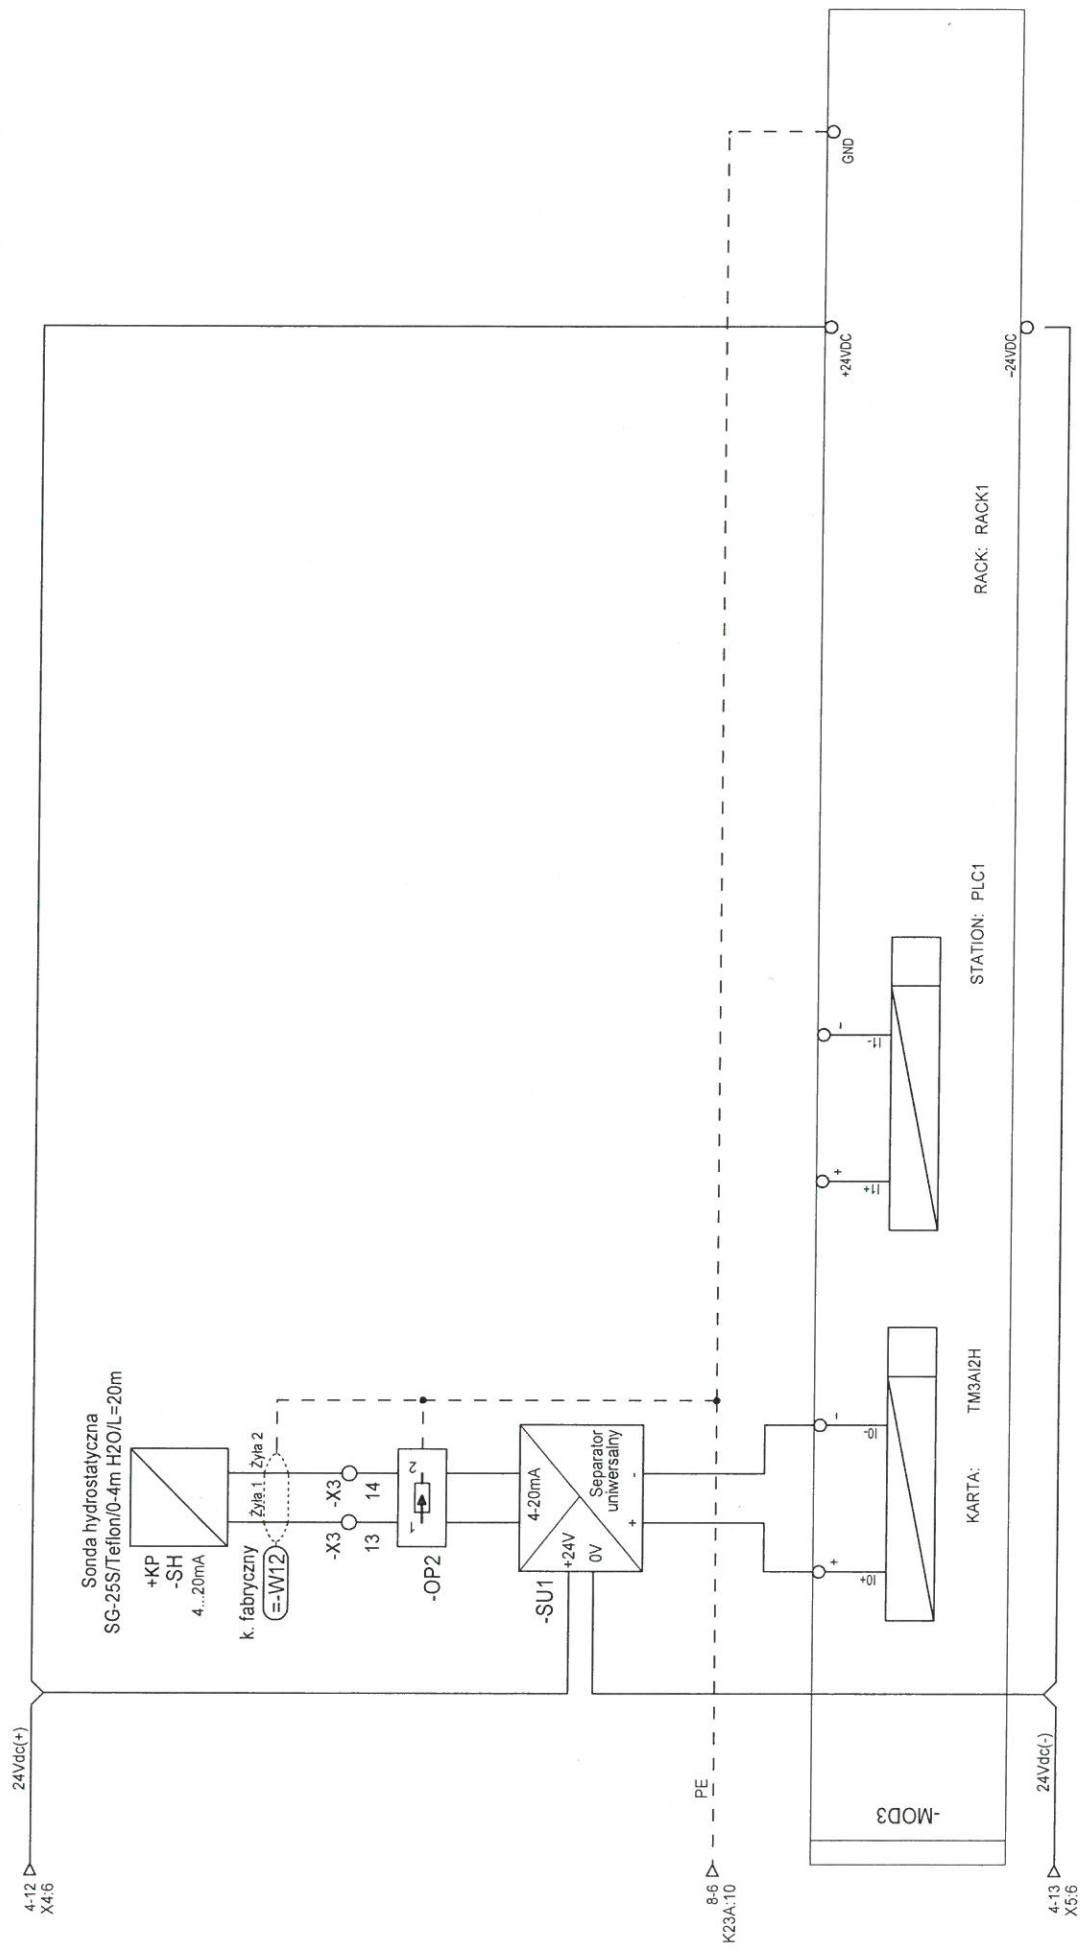 24Vdc(+)
4-12
X4:6
Sonda hydrostatyczna
SG-25S/Teflon/0-4m H2O/L=20m
+KP
-SH
4...20mA
k. fabryczny
=-W12
Żyła 1
Żyła 2
-X3
13
-X3
14
-OP2
1
2
-SU1
+24V
0V
4-20mA
Separator
uniwersalny
+
-
PE
8-6
K23A:10
+24VDC
GND
-MOD3
+
I0+
-
I0-
+
I1+
-
I1-
KARTA: TM3AI2H
STATION: PLC1
RACK: RACK1
-24VDC
24Vdc(-)
4-13
X5:6